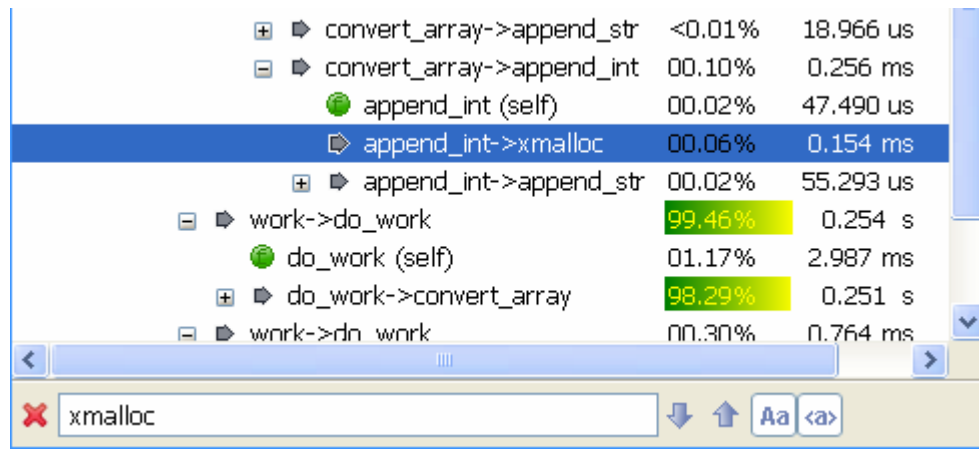 convert_array->append_str <0.01% 18.966 us
convert_array->append_int 00.10% 0.256 ms
F append_int (self) 00.02% 47.490 us
append_int->xmalloc 00.06% 0.154 ms
append_int->append_str 00.02% 55.293 us
work->do_work 99.46% 0.254 s
F do_work (self) 01.17% 2.987 ms
do_work->convert_array 98.29% 0.251 s
work->do_work 00.30% 0.764 ms
xmalloc Aa <a>